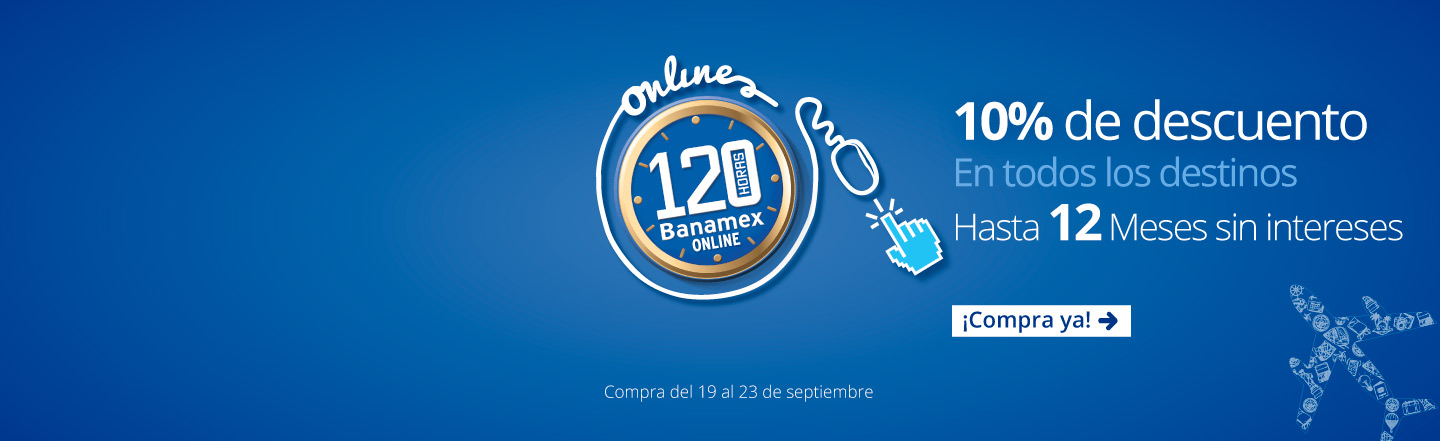 online
120
HORAS
Banamex
ONLINE
10% de descuento
En todos los destinos
Hasta 12 Meses sin intereses
¡Compra ya!
Compra del 19 al 23 de septiembre